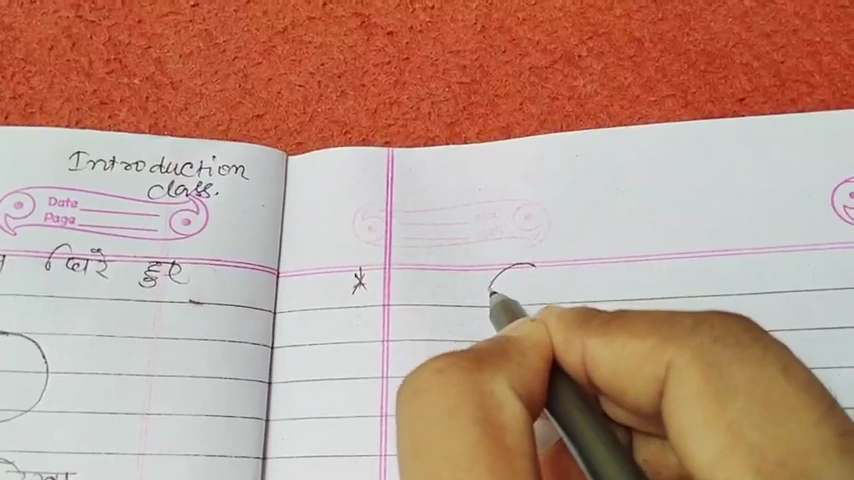 Introduction
class.
Date
Page
घिरे हुए
*